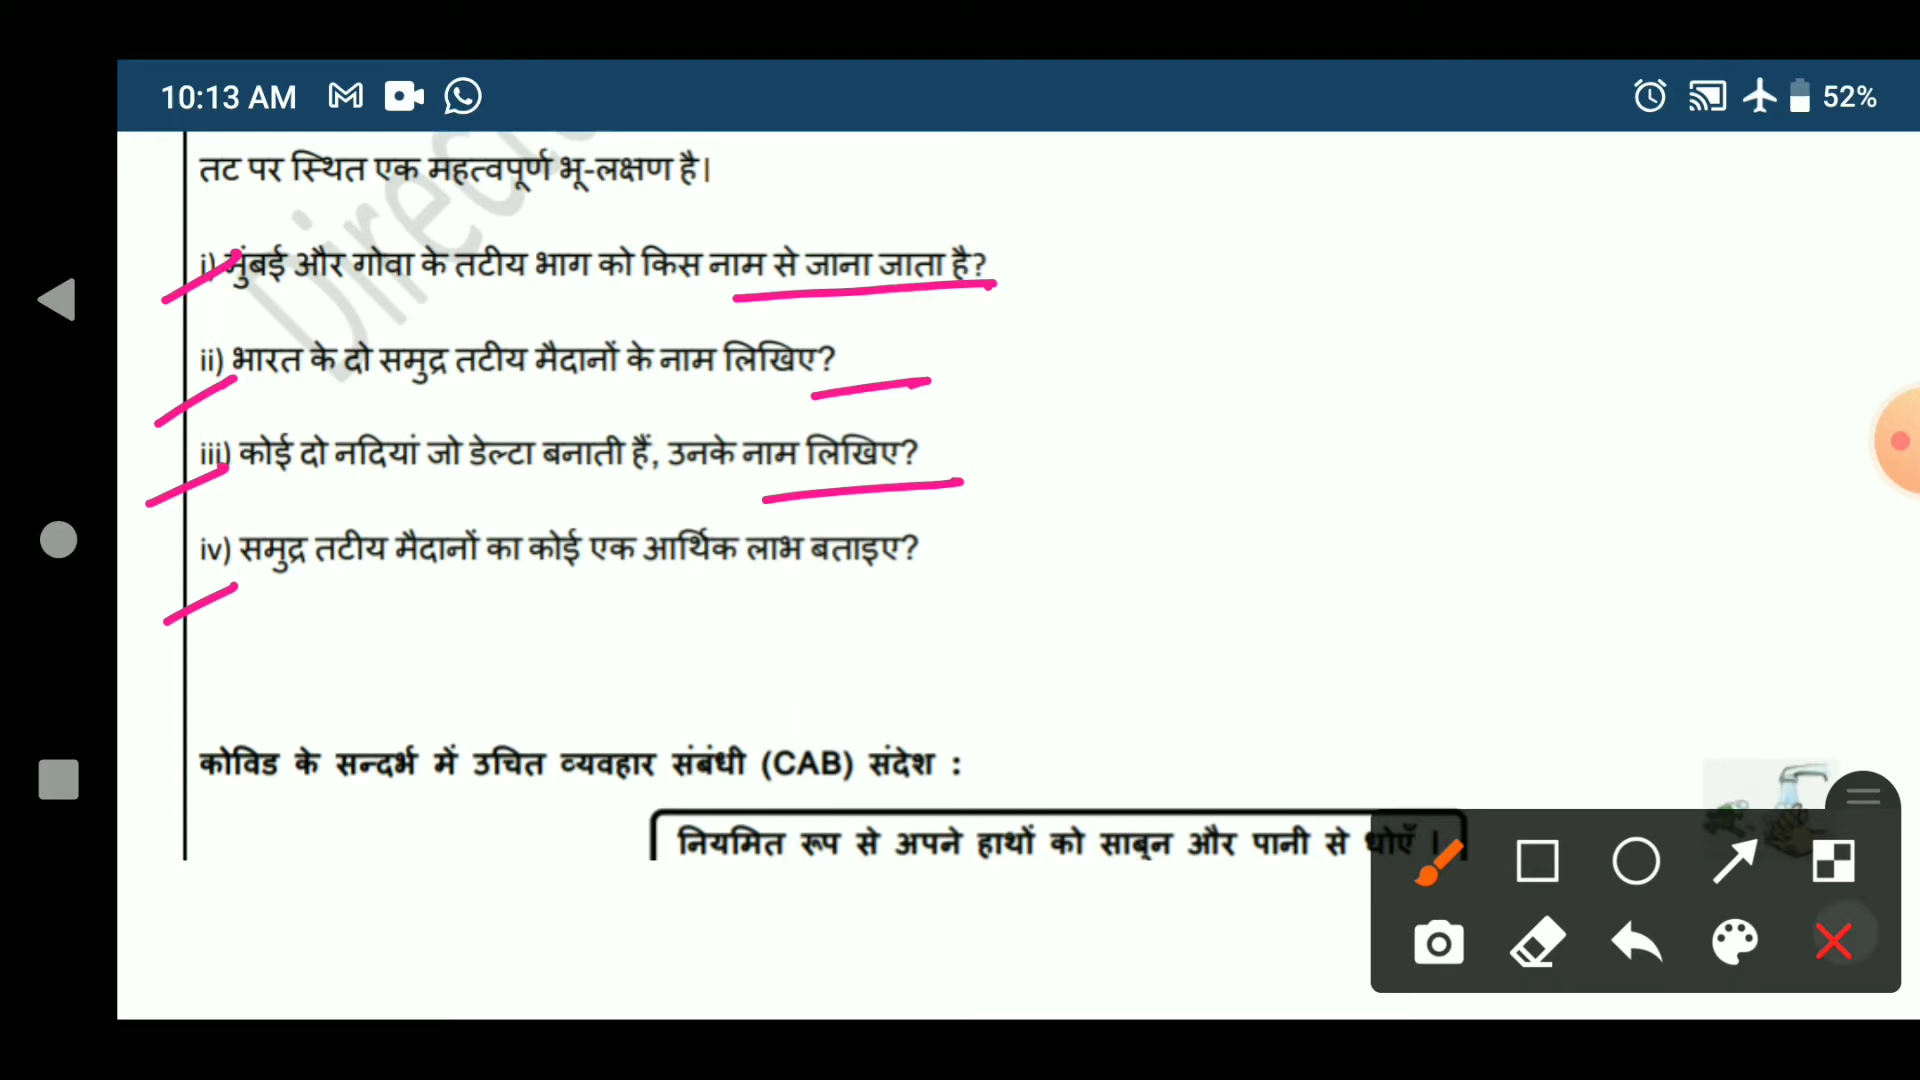 10:13 AM 52%
Direct
तट पर स्थित एक महत्वपूर्ण भू-लक्षण है।
i) मुंबई और गोवा के तटीय भाग को किस नाम से जाना जाता है?
ii) भारत के दो समुद्र तटीय मैदानों के नाम लिखिए?
iii) कोई दो नदियां जो डेल्टा बनाती हैं, उनके नाम लिखिए?
iv) समुद्र तटीय मैदानों का कोई एक आर्थिक लाभ बताइए?
कोविड के सन्दर्भ में उचित व्यवहार संबंधी (CAB) संदेश :
नियमित रूप से अपने हाथों को साबुन और पानी से धोएँ ।